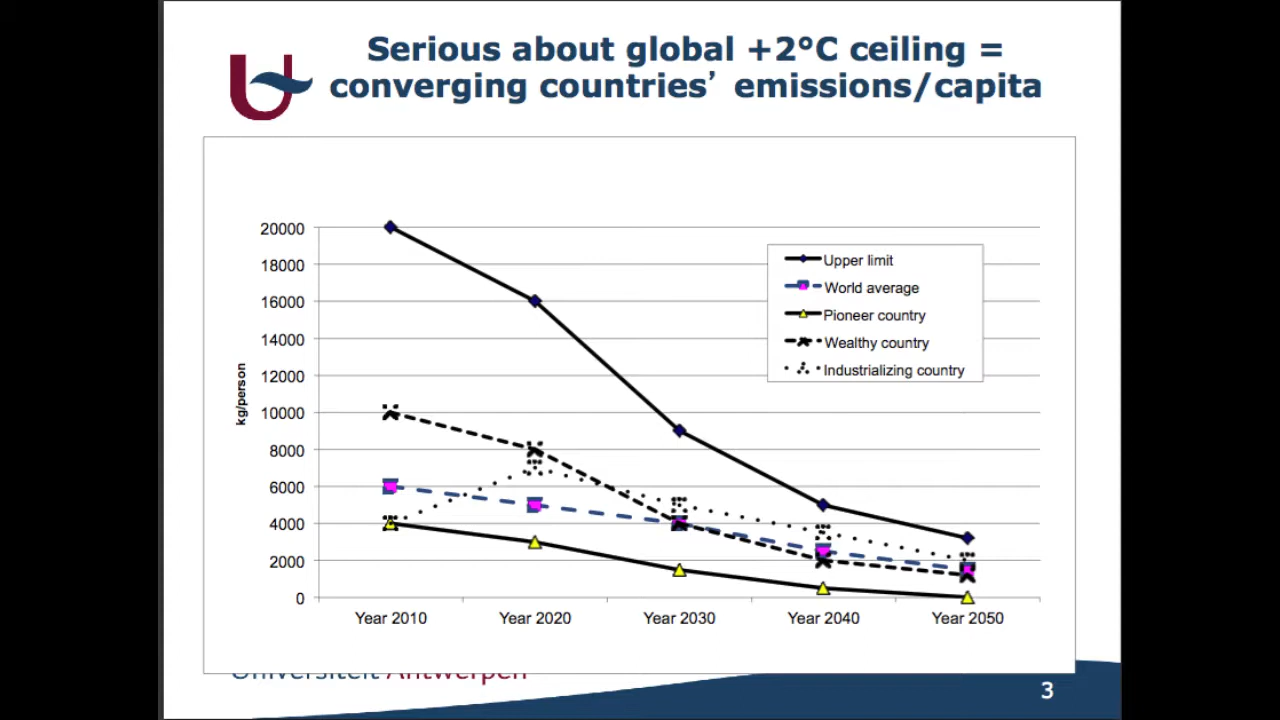 Serious about global +2°C ceiling =
converging countries’ emissions/capita
20000
18000
16000
14000
12000
10000
8000
6000
4000
2000
0
kg/person
Upper limit
World average
Pioneer country
Wealthy country
Industrializing country
Year 2010
Year 2020
Year 2030
Year 2040
Year 2050
Universiteit Antwerpen
3